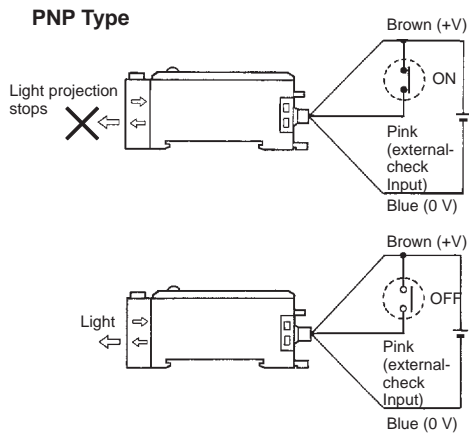 PNP Type
Brown (+V)
Light projection
stops
ON
Pink
(external-
check
Input)
Blue (0 V)
Brown (+V)
OFF
Light
Pink
(external-
check
Input)
Blue (0 V)